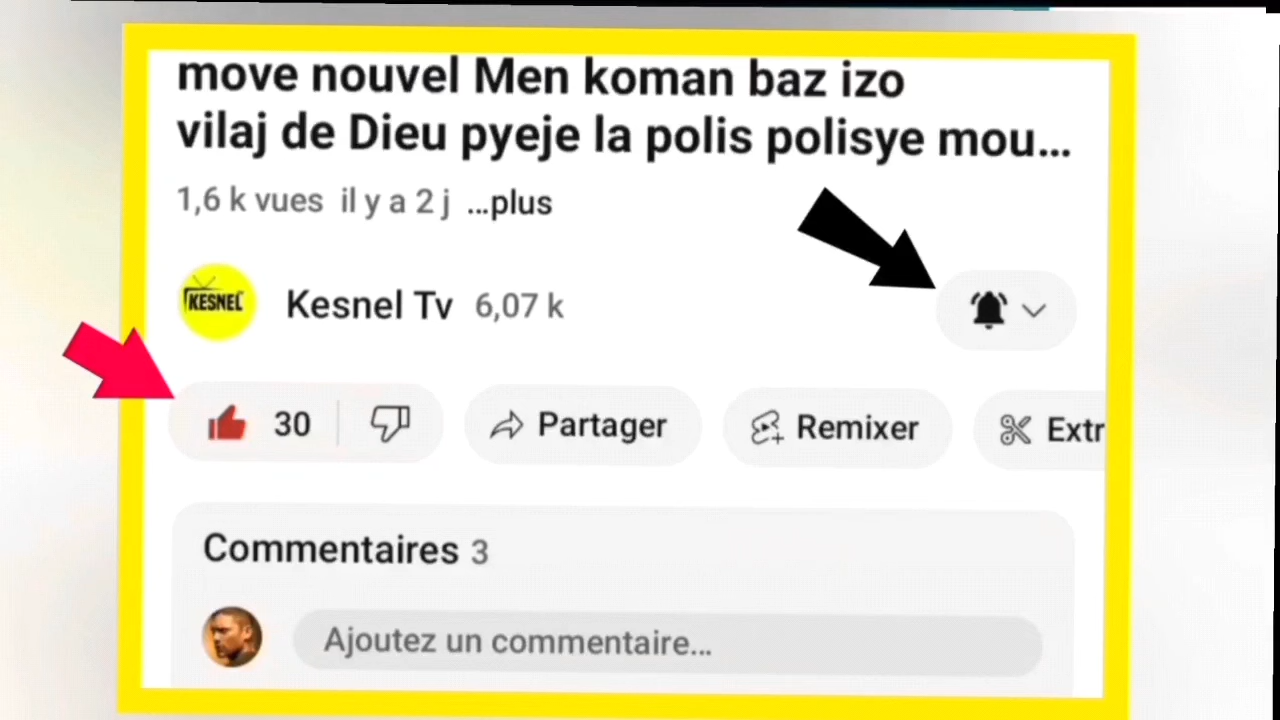 move nouvel Men koman baz izo
vilaj de Dieu pyeje la polis polisye mou...
1,6 k vues il y a 2 j ...plus
KESNEL
Kesnel Tv 6,07 k
30
Partager
Remixer
Extr
Commentaires 3
Ajoutez un commentaire...